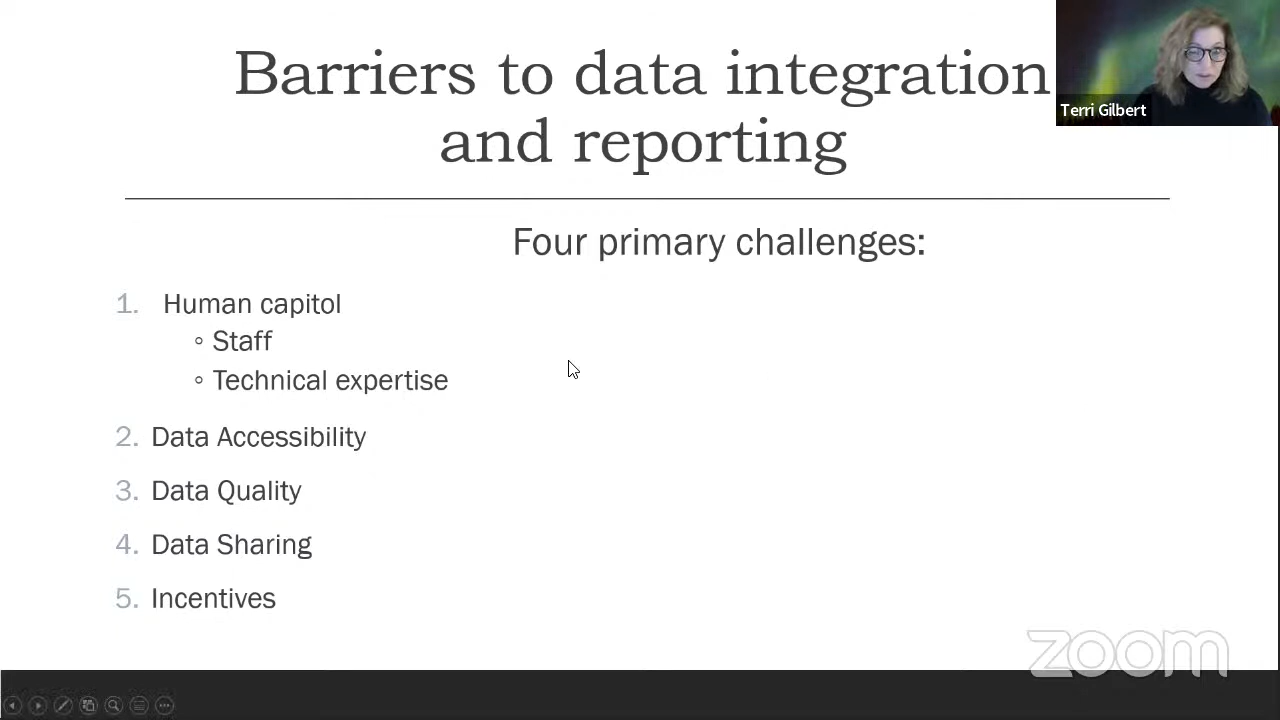 Barriers to data integration
and reporting
Terri Gilbert
Four primary challenges:
1. Human capitol
◦ Staff
◦ Technical expertise
2. Data Accessibility
3. Data Quality
4. Data Sharing
5. Incentives
zoom